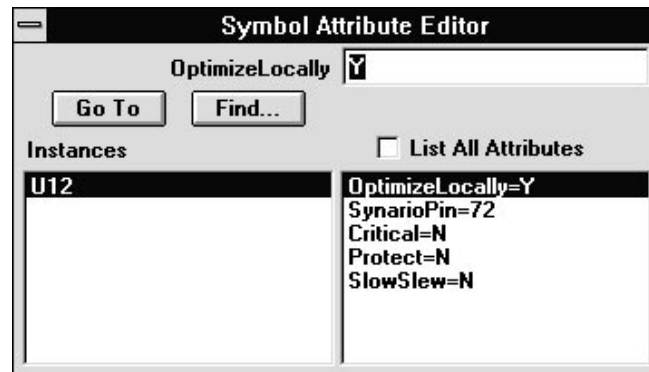 Symbol Attribute Editor
OptimizeLocally Y
Go To Find...
Instances List All Attributes
U12 OptimizeLocally=Y
SynarioPin=72
Critical=N
Protect=N
SlowSlew=N